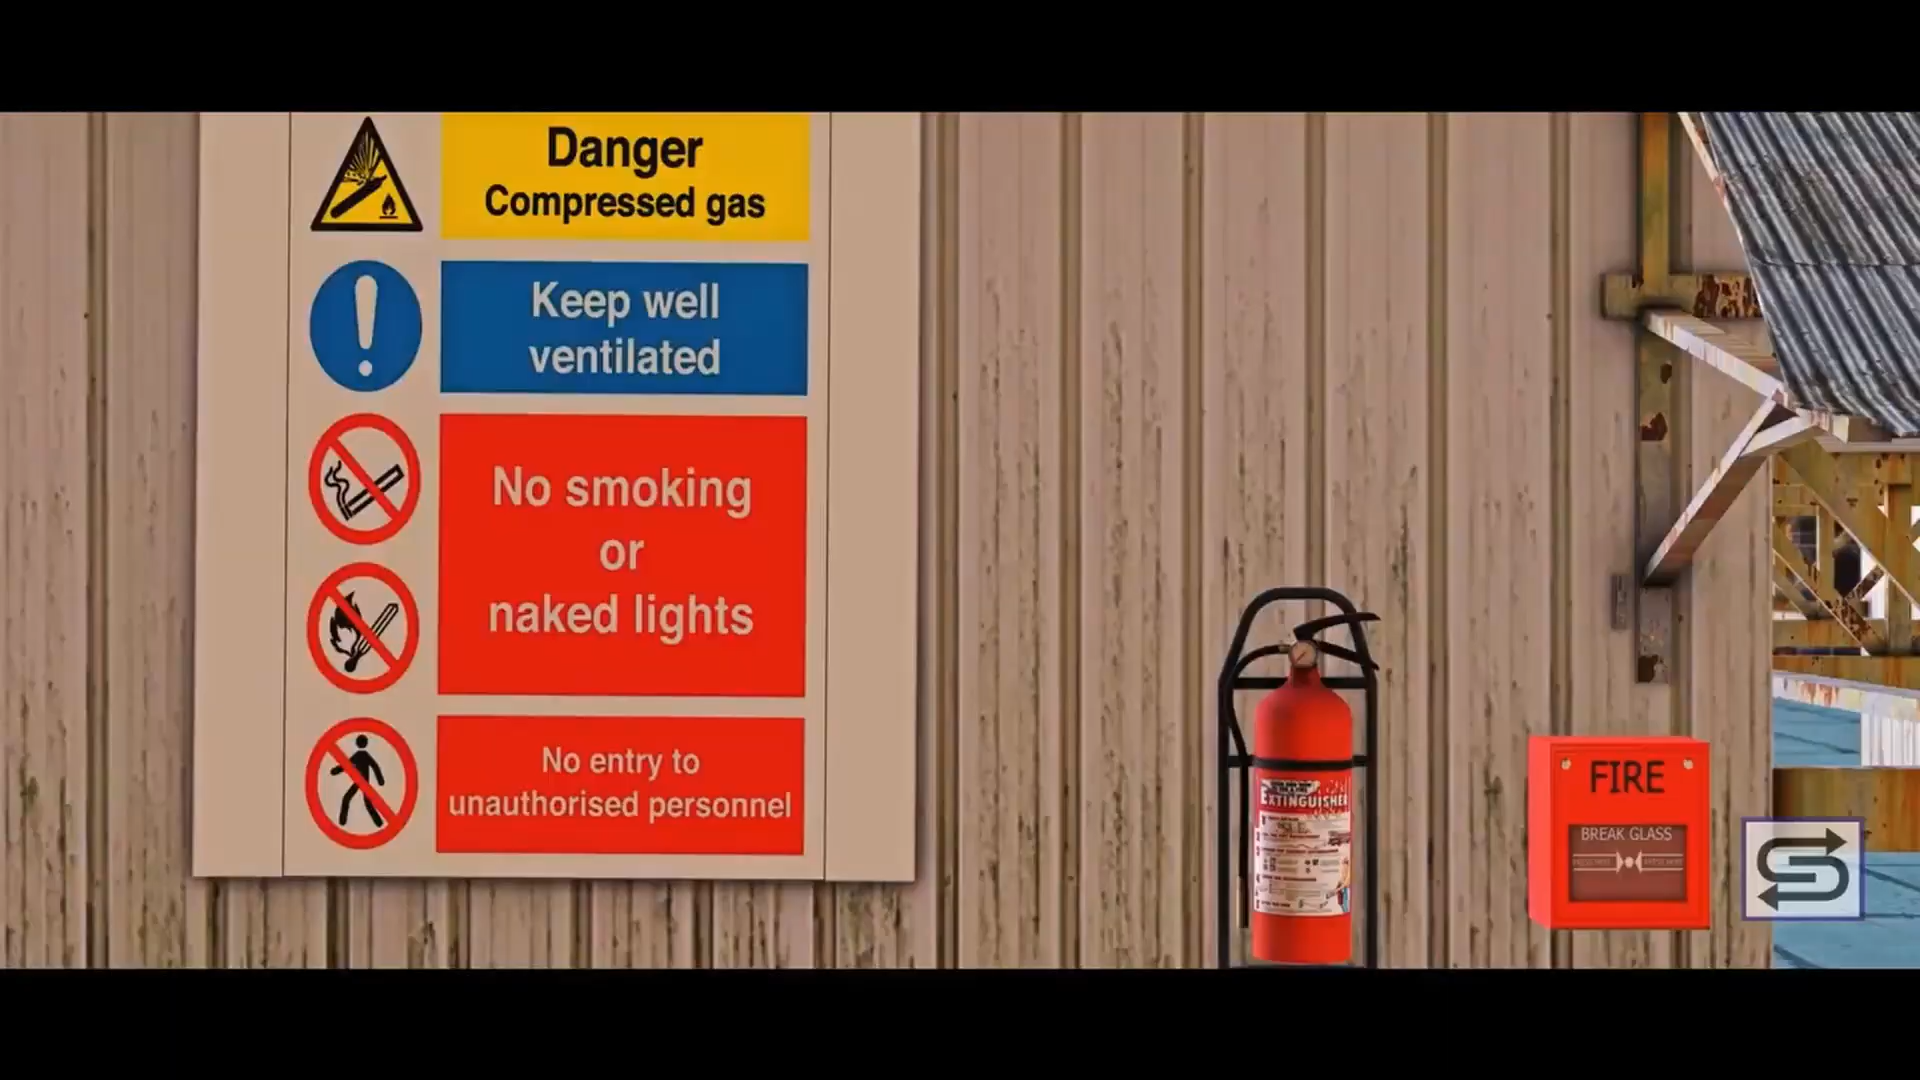 Danger
Compressed gas
Keep well
ventilated
No smoking
or
naked lights
No entry to
unauthorised personnel
EXTINGUISHER
FIRE
BREAK GLASS